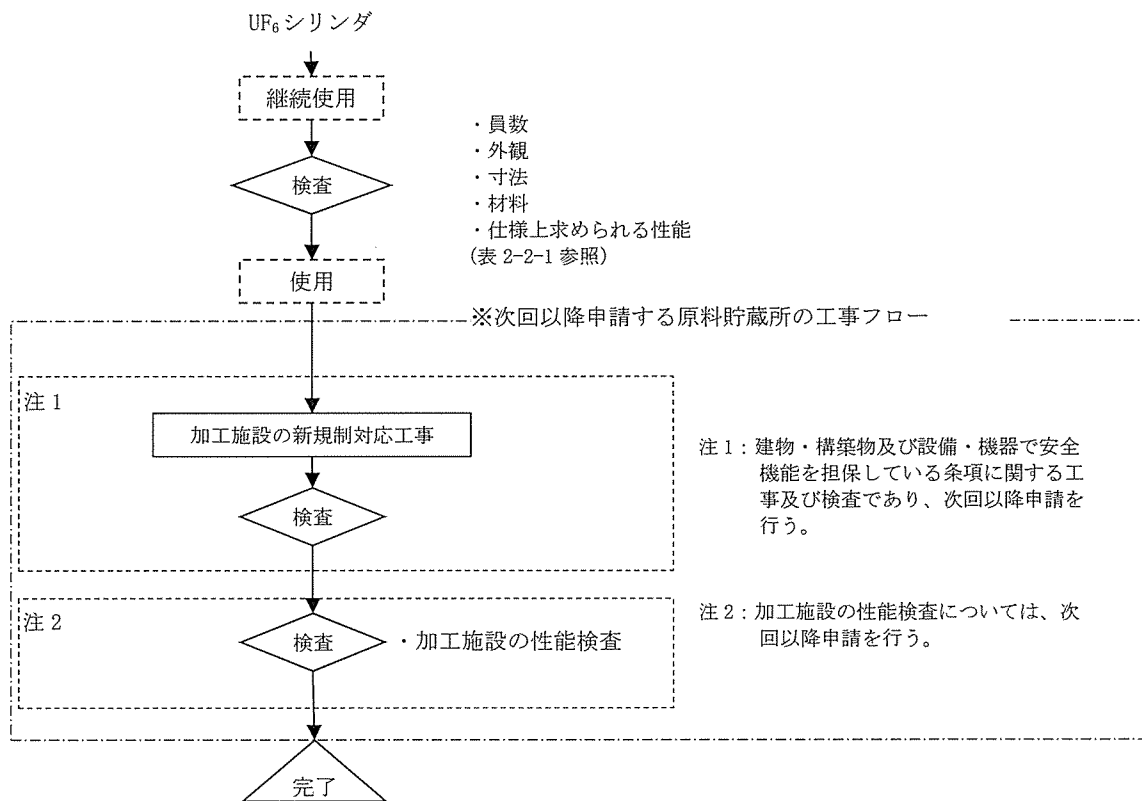 UF₆シリンダ
継続使用
検査
・員数
・外観
・寸法
・材料
・仕様上求められる性能
(表 2-2-1 参照)
使用
※次回以降申請する原料貯蔵所の工事フロー
注 1
加工施設の新規制対応工事
検査
注 1：建物・構築物及び設備・機器で安全
機能を担保している条項に関する工
事及び検査であり、次回以降申請を
行う。
注 2
検査
・加工施設の性能検査
注 2：加工施設の性能検査については、次
回以降申請を行う。
完了